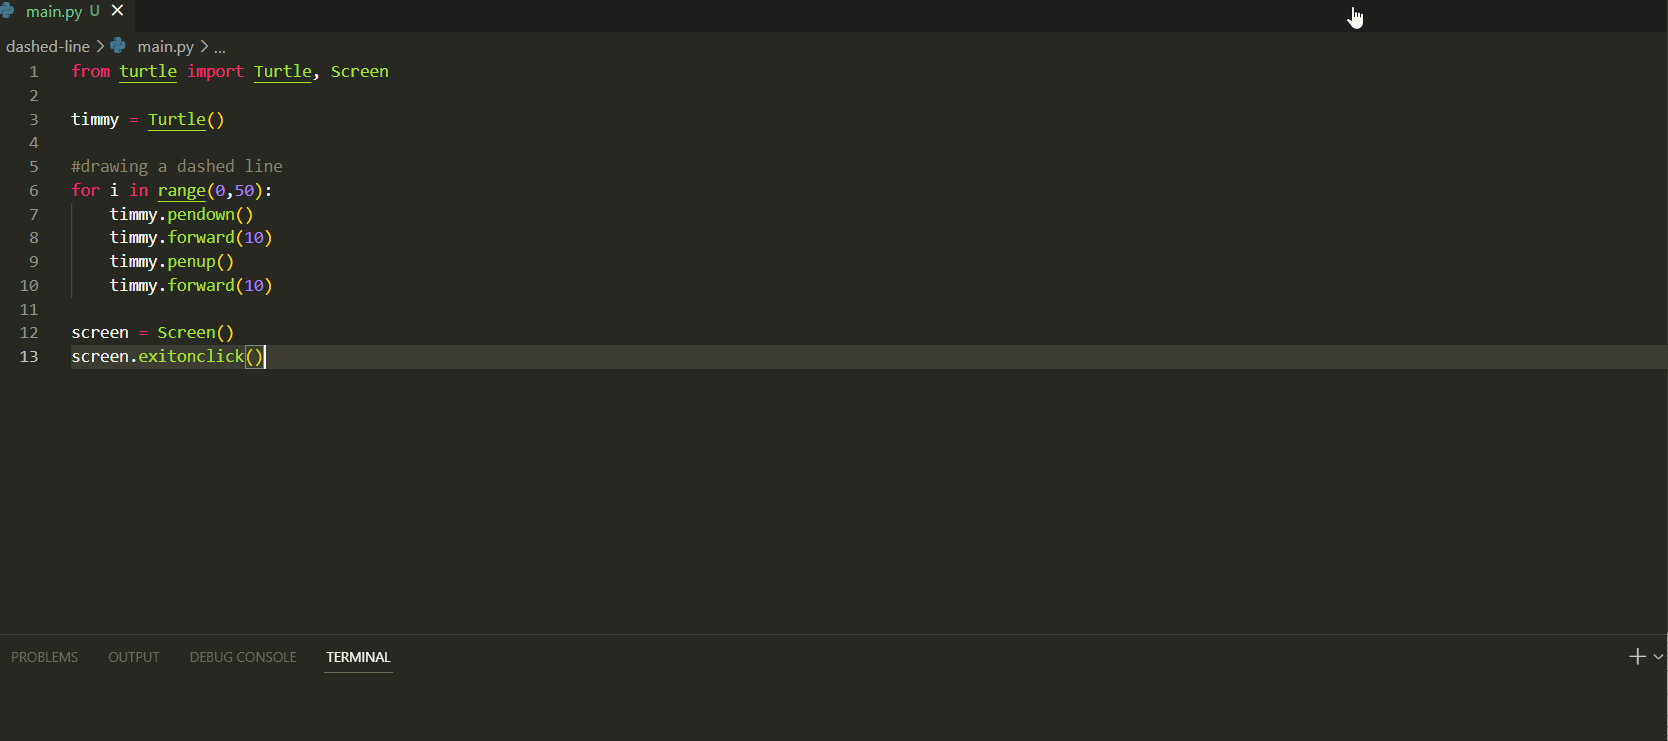 main.py U
dashed-line > main.py > ...
1 from turtle import Turtle, Screen
2
3 timmy = Turtle()
4
5 #drawing a dashed line
6 for i in range(0,50):
7     timmy.pendown()
8     timmy.forward(10)
9     timmy.penup()
10     timmy.forward(10)
11
12 screen = Screen()
13 screen.exitonclick()
PROBLEMS OUTPUT DEBUG CONSOLE TERMINAL